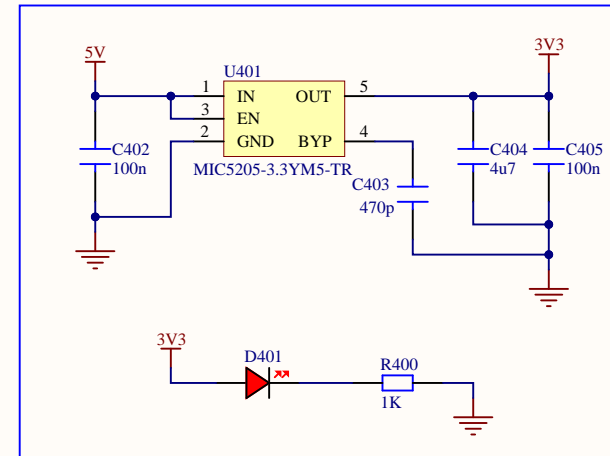 5V
3V3
U401
1
IN
OUT
5
3
EN
2
GND
BYP
4
C402
100n
MIC5205-3.3YM5-TR
C403
470p
C404
4u7
C405
100n
3V3
D401
R400
1K